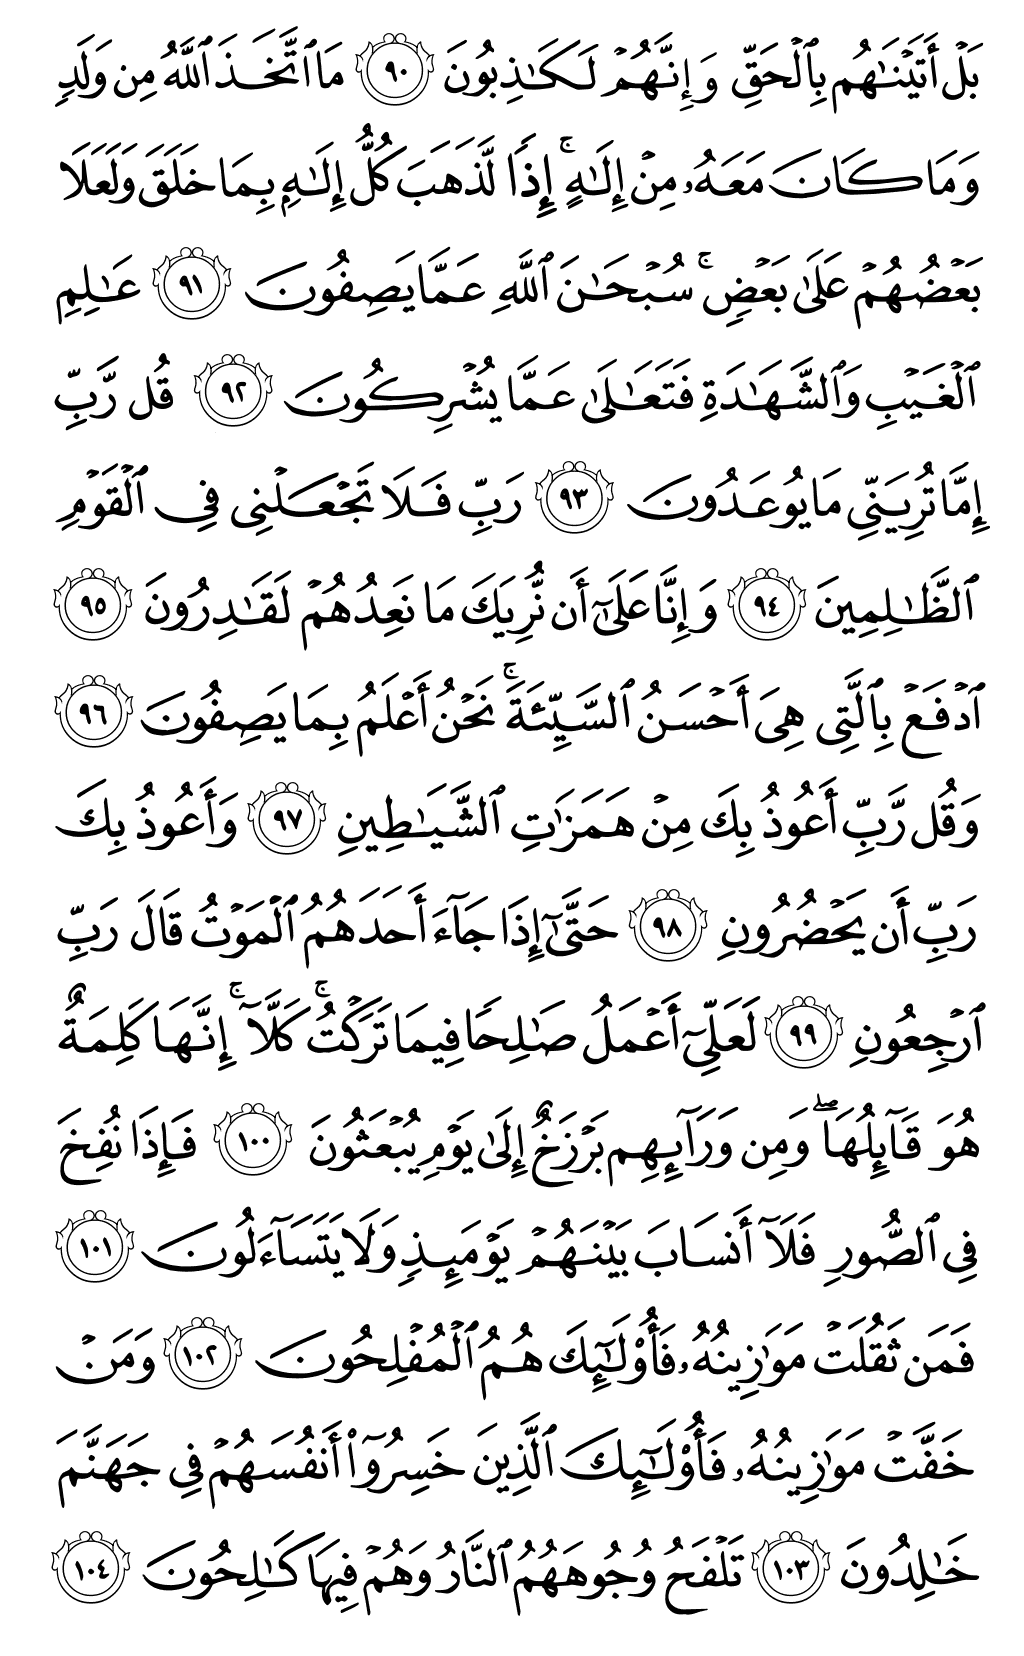 بَلۡ أَتَيۡنَٰهُم بِٱلۡحَقِّ وَإِنَّهُمۡ لَكَٰذِبُونَ ٩٠ مَا ٱتَّخَذَ ٱللَّهُ مِن وَلَدٖ
وَمَا كَانَ مَعَهُۥ مِنۡ إِلَٰهٍۚ إِذٗا لَّذَهَبَ كُلُّ إِلَٰهِۭ بِمَا خَلَقَ وَلَعَلَا
بَعۡضُهُمۡ عَلَىٰ بَعۡضٖۚ سُبۡحَٰنَ ٱللَّهِ عَمَّا يَصِفُونَ ٩١ عَٰلِمِ
ٱلۡغَيۡبِ وَٱلشَّهَٰدَةِ فَتَعَٰلَىٰ عَمَّا يُشۡرِكُونَ ٩٢ قُل رَّبِّ
إِمَّا تُرِيَنِّي مَا يُوعَدُونَ ٩٣ رَبِّ فَلَا تَجۡعَلۡنِي فِي ٱلۡقَوۡمِ
ٱلظَّٰلِمِينَ ٩٤ وَإِنَّا عَلَىٰٓ أَن نُّرِيَكَ مَا نَعِدُهُمۡ لَقَٰدِرُونَ ٩٥
ٱدۡفَعۡ بِٱلَّتِي هِيَ أَحۡسَنُ ٱلسَّيِّئَةَۚ نَحۡنُ أَعۡلَمُ بِمَا يَصِفُونَ ٩٦
وَقُل رَّبِّ أَعُوذُ بِكَ مِنۡ هَمَزَٰتِ ٱلشَّيَٰطِينِ ٩٧ وَأَعُوذُ بِكَ
رَبِّ أَن يَحۡضُرُونِ ٩٨ حَتَّىٰٓ إِذَا جَآءَ أَحَدَهُمُ ٱلۡمَوۡتُ قَالَ رَبِّ
ٱرۡجِعُونِ ٩٩ لَعَلِّيٓ أَعۡمَلُ صَٰلِحٗا فِيمَا تَرَكۡتُۚ كَلَّآۚ إِنَّهَا كَلِمَةٌ
هُوَ قَآئِلُهَاۖ وَمِن وَرَآئِهِم بَرۡزَخٌ إِلَىٰ يَوۡمِ يُبۡعَثُونَ ١٠٠ فَإِذَا نُفِخَ
فِي ٱلصُّورِ فَلَآ أَنسَابَ بَيۡنَهُمۡ يَوۡمَئِذٖ وَلَا يَتَسَآءَلُونَ ١٠١
فَمَن ثَقُلَتۡ مَوَٰزِينُهُۥ فَأُوْلَٰٓئِكَ هُمُ ٱلۡمُفۡلِحُونَ ١٠٢ وَمَنۡ
خَفَّتۡ مَوَٰزِينُهُۥ فَأُوْلَٰٓئِكَ ٱلَّذِينَ خَسِرُوٓاْ أَنفُسَهُمۡ فِي جَهَنَّمَ
خَٰلِدُونَ ١٠٣ تَلۡفَحُ وُجُوهَهُمُ ٱلنَّارُ وَهُمۡ فِيهَا كَٰلِحُونَ ١٠٤